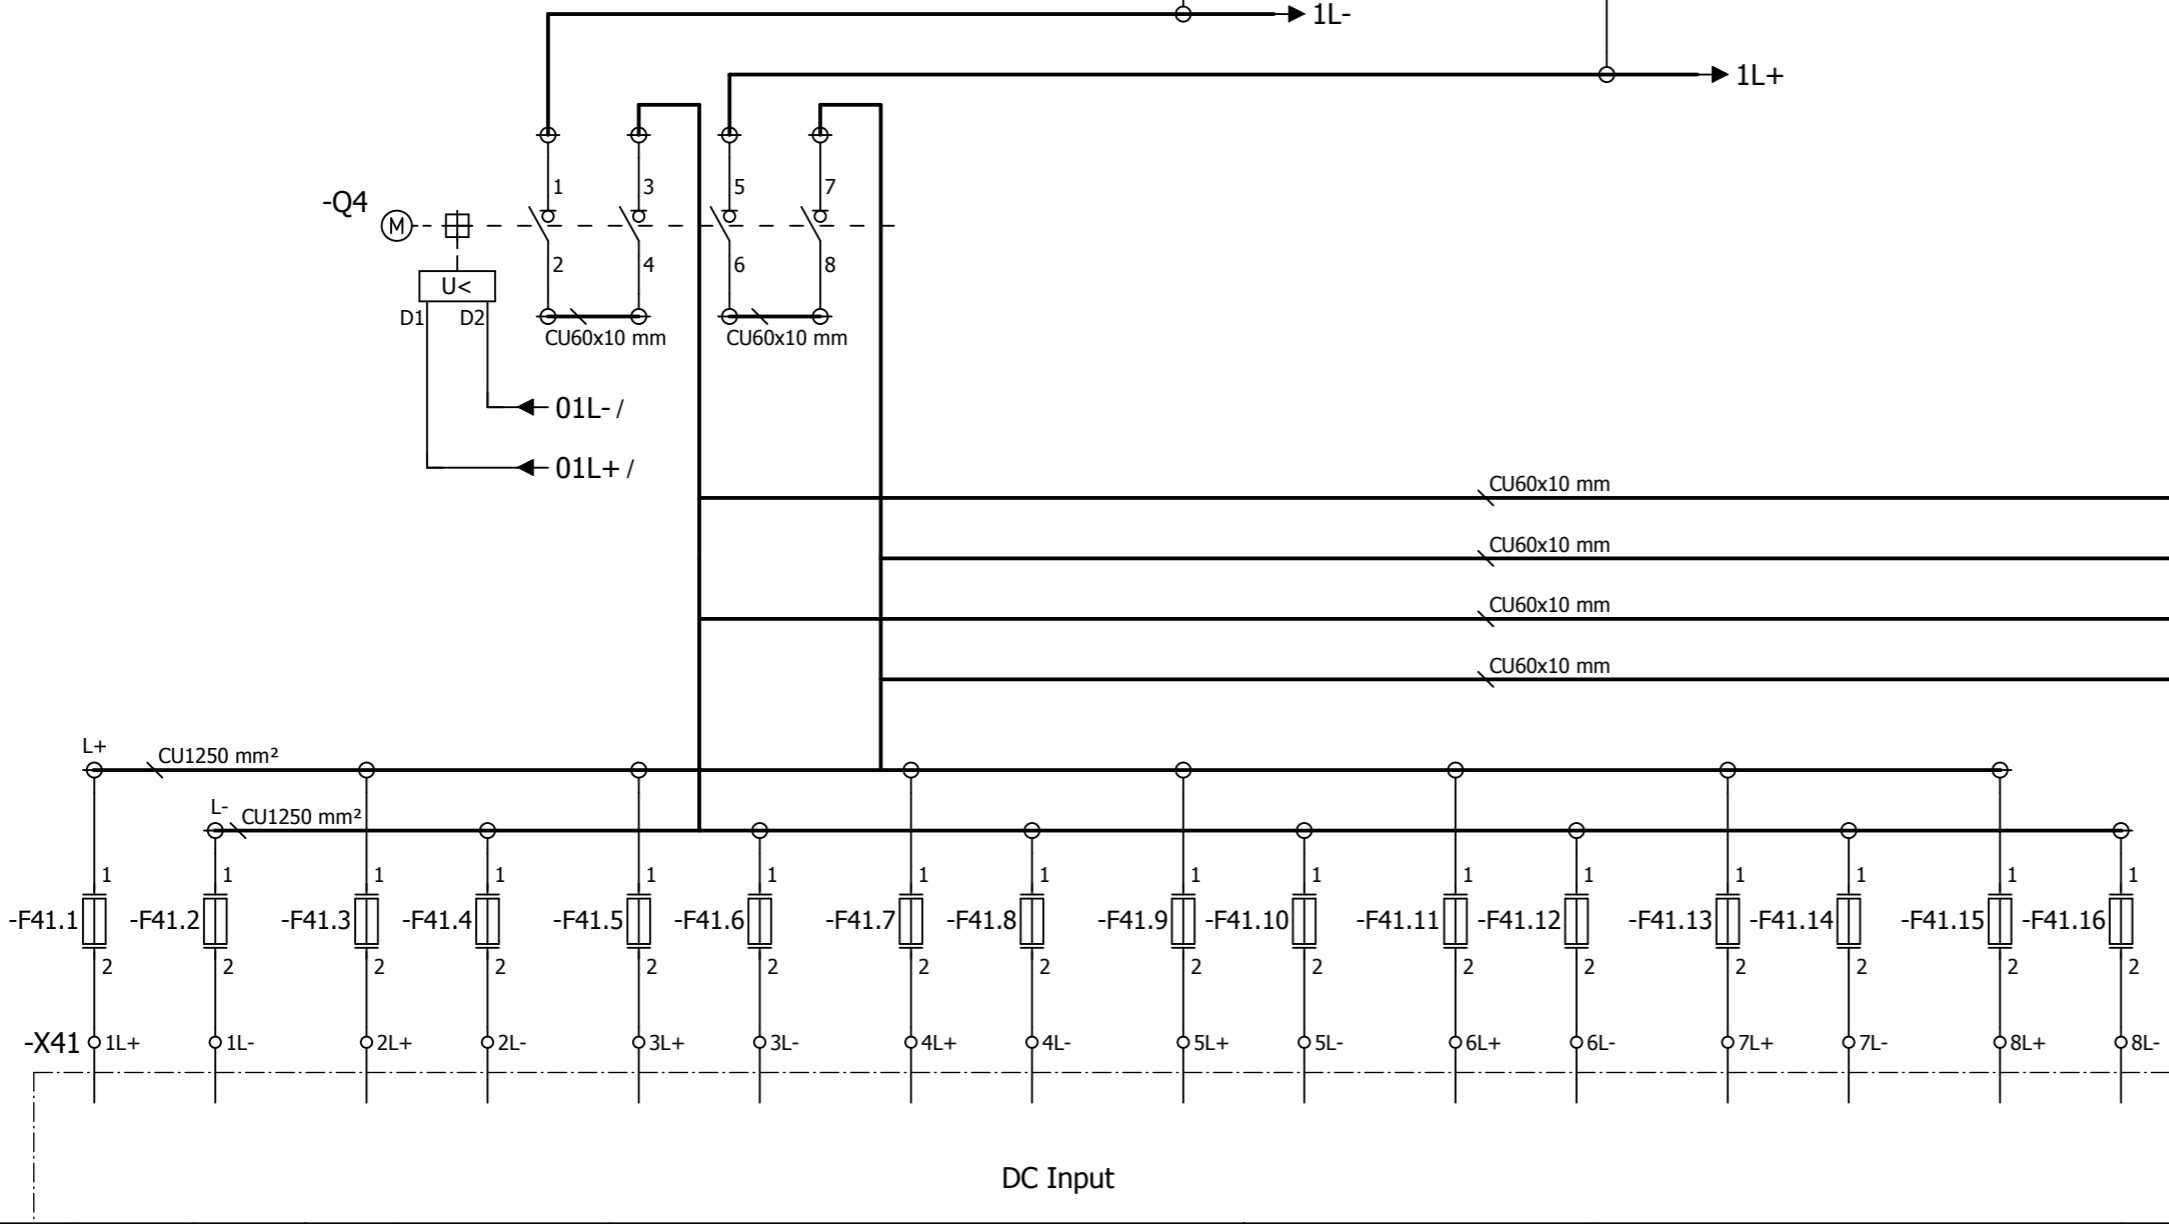 1L-
1L+
1 3 5 7
-Q4
M
2 4 6 8
U<
D1 D2
CU60x10 mm CU60x10 mm
01L- /
01L+ /
CU60x10 mm
CU60x10 mm
CU60x10 mm
CU60x10 mm
L+ CU1250 mm²
L- CU1250 mm²
1 1 1 1 1 1 1 1 1 1 1 1 1 1 1 1
-F41.1 -F41.2 -F41.3 -F41.4 -F41.5 -F41.6 -F41.7 -F41.8 -F41.9 -F41.10 -F41.11 -F41.12 -F41.13 -F41.14 -F41.15 -F41.16
2 2 2 2 2 2 2 2 2 2 2 2 2 2 2 2
-X41 1L+ 1L- 2L+ 2L- 3L+ 3L- 4L+ 4L- 5L+ 5L- 6L+ 6L- 7L+ 7L- 8L+ 8L-
DC Input